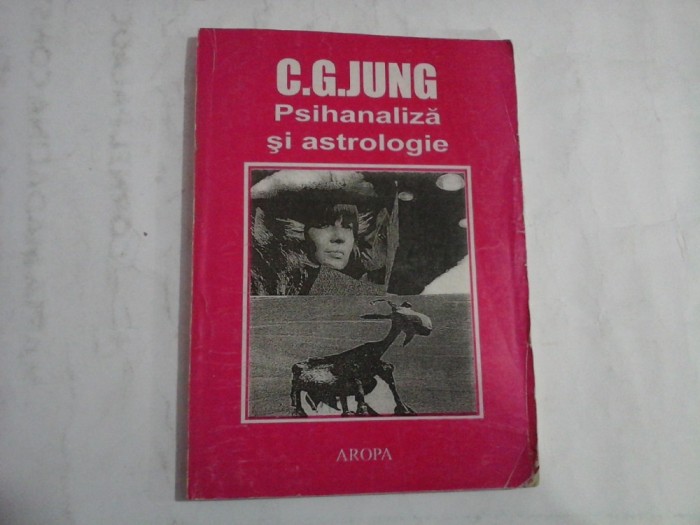 C.G.JUNG
Psihanaliză
şi astrologie
AROPA